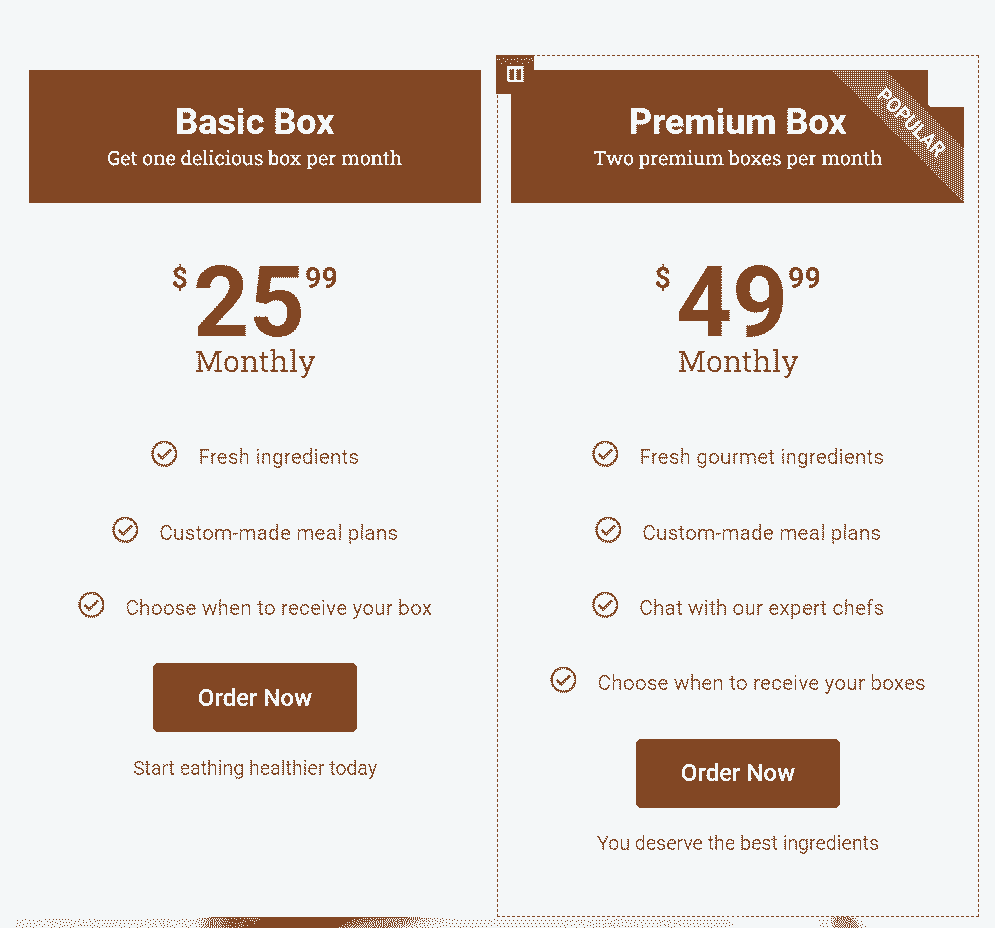 Basic Box
Get one delicious box per month
$25 99
Monthly
Fresh ingredients
Custom-made meal plans
Choose when to receive your box
Order Now
Start eathing healthier today
Premium Box
Two premium boxes per month
POPULAR
$49 99
Monthly
Fresh gourmet ingredients
Custom-made meal plans
Chat with our expert chefs
Choose when to receive your boxes
Order Now
You deserve the best ingredients